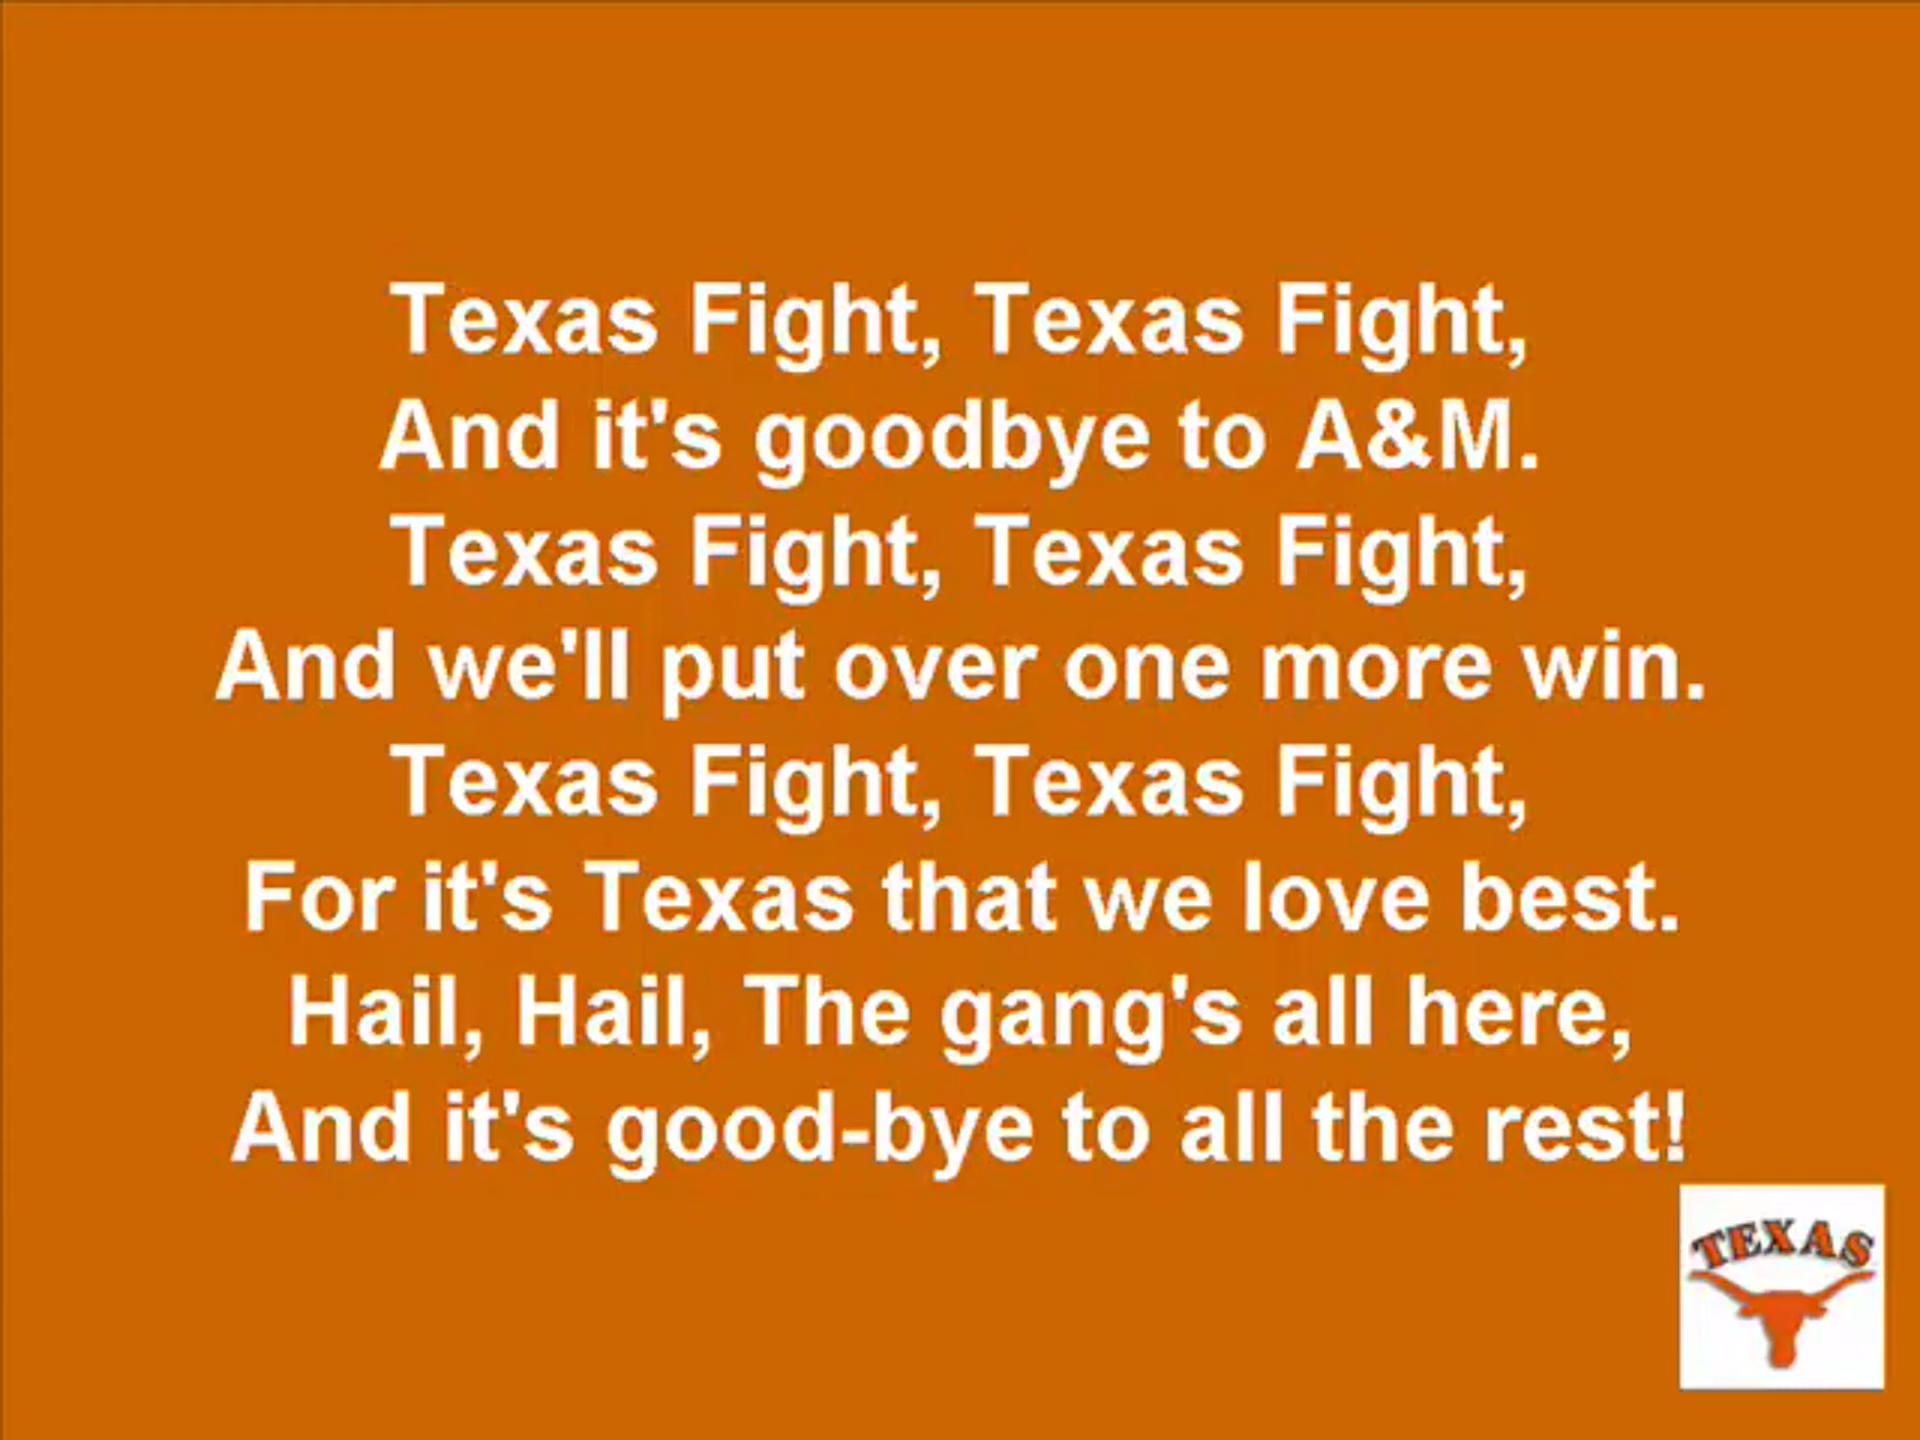 Texas Fight, Texas Fight,
And it's goodbye to A&M.
Texas Fight, Texas Fight,
And we'll put over one more win.
Texas Fight, Texas Fight,
For it's Texas that we love best.
Hail, Hail, The gang's all here,
And it's good-bye to all the rest!
TEXAS